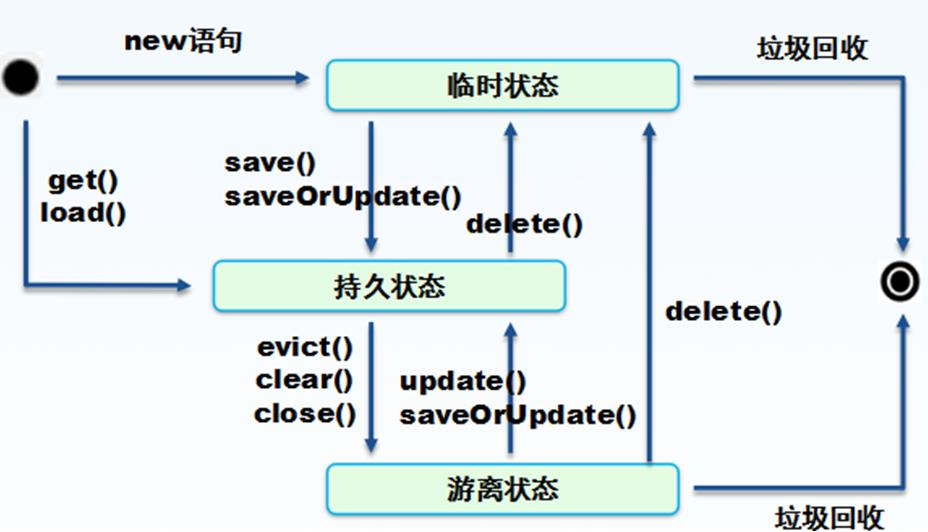 new语句
垃圾回收
临时状态
save()
saveOrUpdate()
get()
load()
delete()
持久状态
delete()
evict()
clear()
close()
update()
saveOrUpdate()
游离状态
垃圾回收